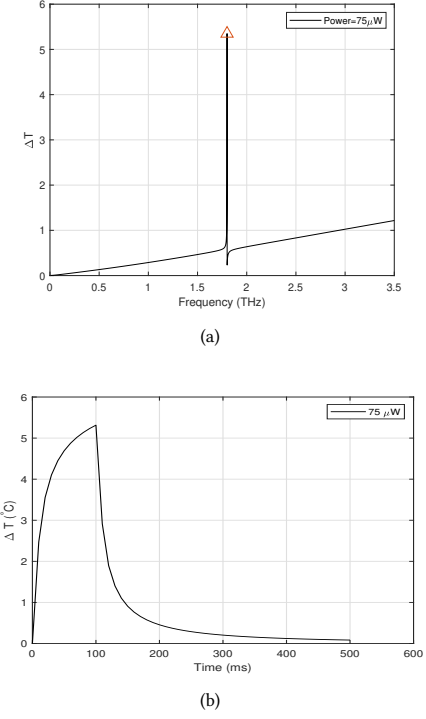 6
5
4
3
2
1
0
Δ T
Power=75μW
0 0.5 1 1.5 2 2.5 3 3.5
Frequency (THz)
(a)
6
5
4
3
2
1
0
Δ T (°C)
75 μW
0 100 200 300 400 500 600
Time (ms)
(b)